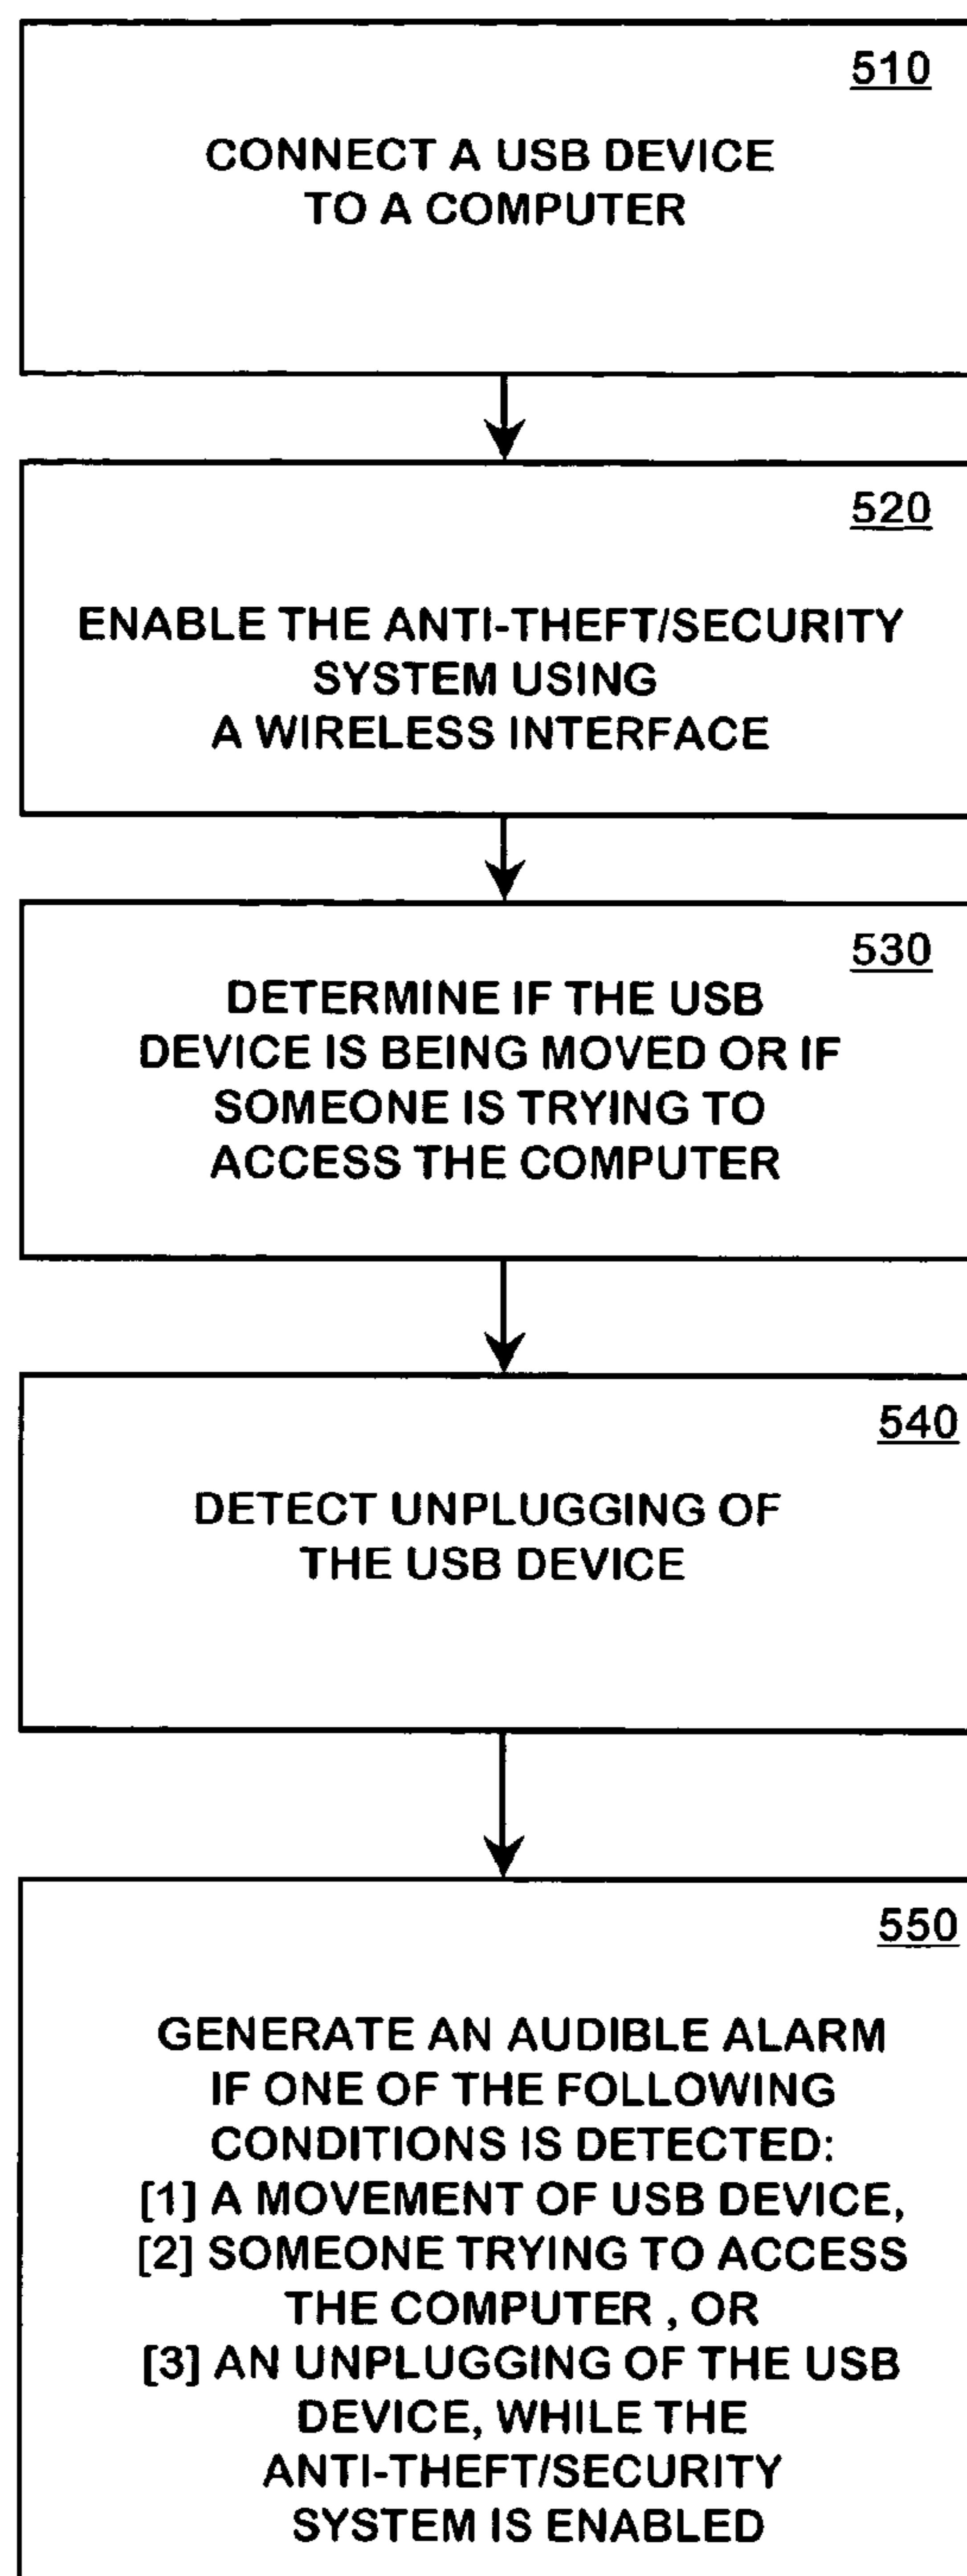 510
CONNECT A USB DEVICE
TO A COMPUTER
520
ENABLE THE ANTI-THEFT/SECURITY
SYSTEM USING
A WIRELESS INTERFACE
530
DETERMINE IF THE USB
DEVICE IS BEING MOVED OR IF
SOMEONE IS TRYING TO
ACCESS THE COMPUTER
540
DETECT UNPLUGGING OF
THE USB DEVICE
550
GENERATE AN AUDIBLE ALARM
IF ONE OF THE FOLLOWING
CONDITIONS IS DETECTED:
[1] A MOVEMENT OF USB DEVICE,
[2] SOMEONE TRYING TO ACCESS
THE COMPUTER , OR
[3] AN UNPLUGGING OF THE USB
DEVICE, WHILE THE
ANTI-THEFT/SECURITY
SYSTEM IS ENABLED